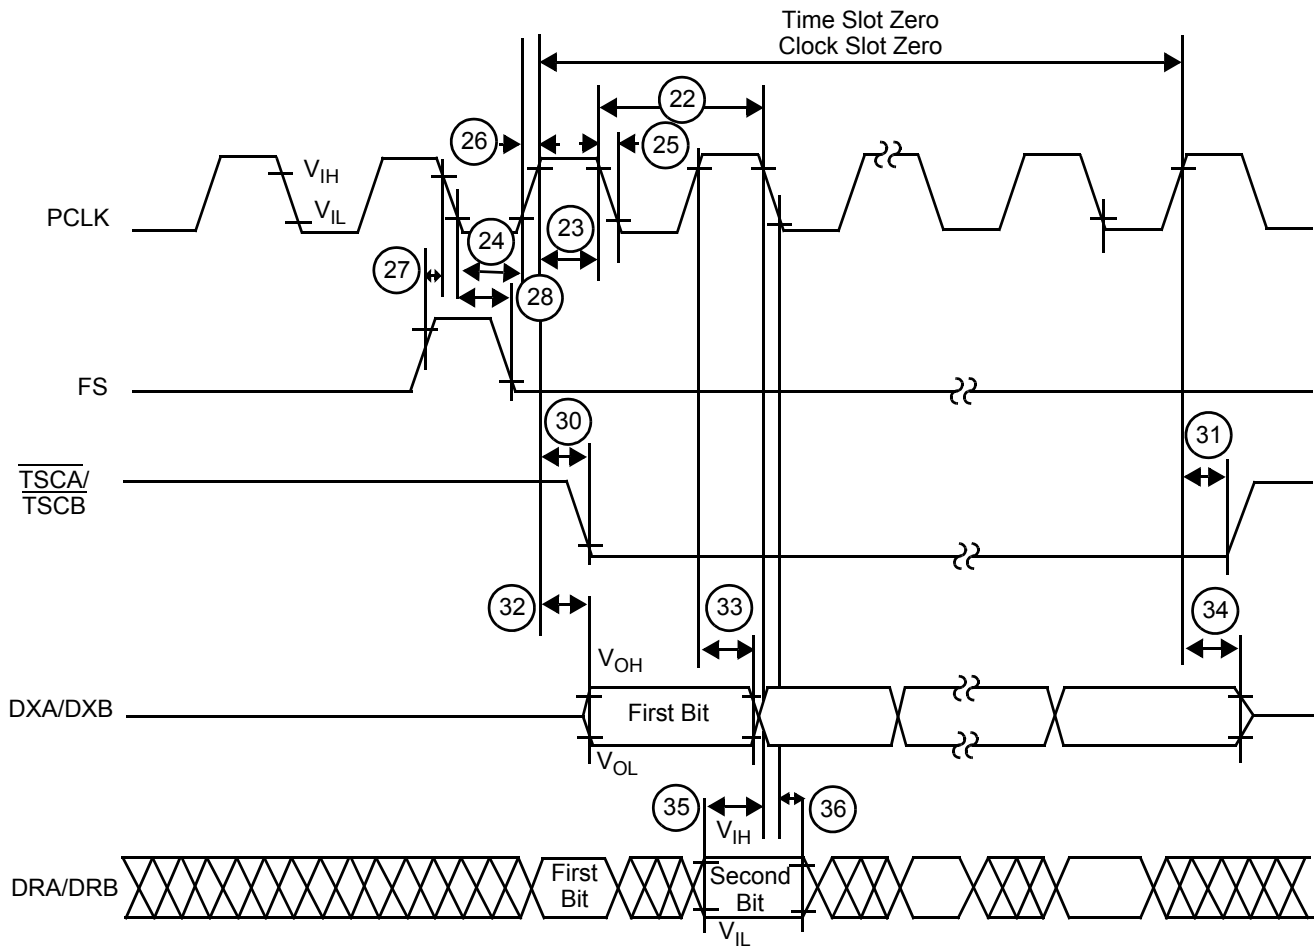 Time Slot Zero
Clock Slot Zero
22
26
25
VIH
VIL
PCLK
23
24
27
28
FS
30
31
TSCA/
TSCB
32
33
34
VOH
DXA/DXB
First Bit
VOL
35
36
VIH
DRA/DRB
First
Bit
Second
Bit
VIL